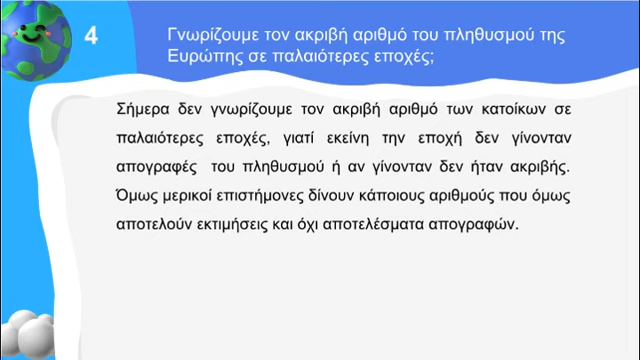 4
Γνωρίζουμε τον ακριβή αριθμό του πληθυσμού της
Ευρώπης σε παλαιότερες εποχές;
Σήμερα δεν γνωρίζουμε τον ακριβή αριθμό των κατοίκων σε
παλαιότερες εποχές, γιατί εκείνη την εποχή δεν γίνονταν
απογραφές του πληθυσμού ή αν γίνονταν δεν ήταν ακριβής.
Όμως μερικοί επιστήμονες δίνουν κάποιους αριθμούς που όμως
αποτελούν εκτιμήσεις και όχι αποτελέσματα απογραφών.